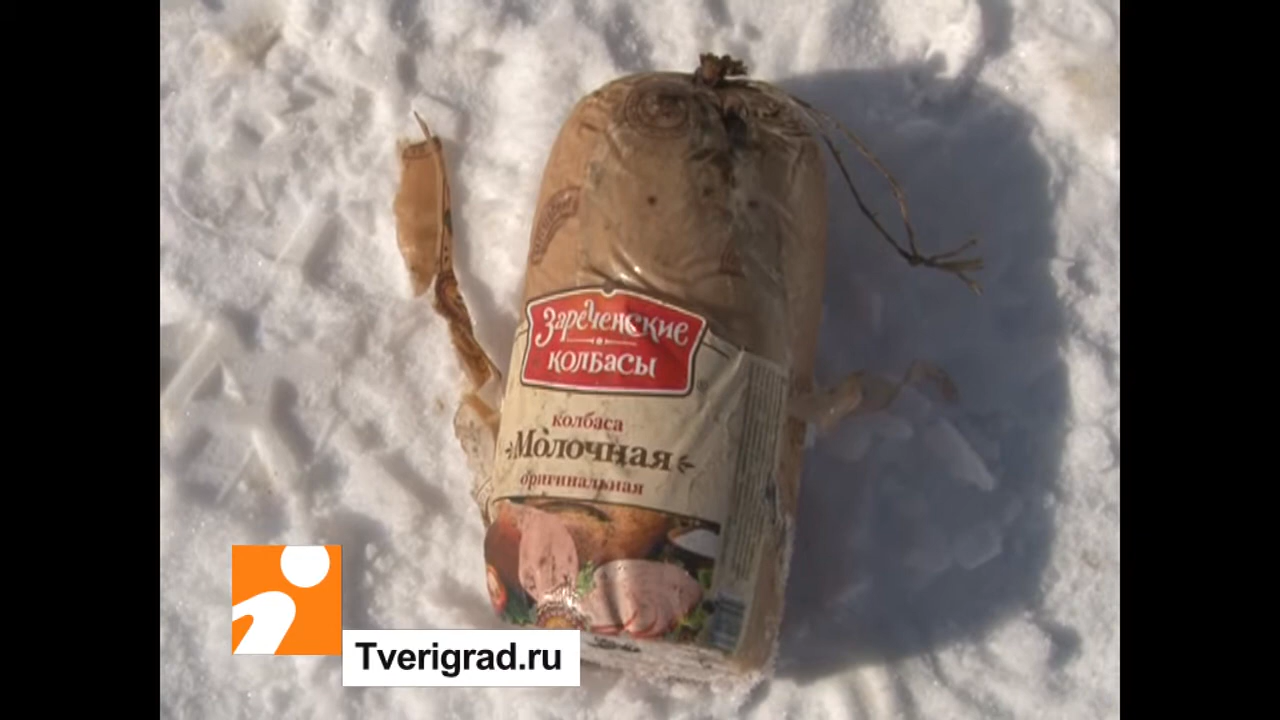 Зареченские
колбасы
колбаса
Молочная
оригинальная
Tverigrad.ru